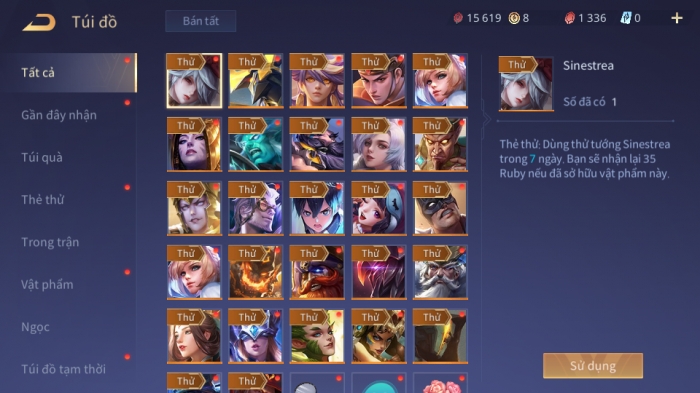 Túi đồ
Bán tất
15 619
8
1 336
0
Tất cả
Gần đây nhận
Túi quà
Thẻ thử
Trong trận
Vật phẩm
Ngọc
Túi đồ tạm thời
Thử Thử Thử Thử Thử
Thử Thử Thử Thử Thử
Thử Thử Thử Thử Thử
Thử Thử Thử Thử Thử
Thử Thử Thử Thử Thử
Thử Thử
Thử
Sinestrea
Số đã có 1
Thẻ thử: Dùng thử tướng Sinestrea
trong 7 ngày. Bạn sẽ nhận lại 35
Ruby nếu đã sở hữu vật phẩm này.
Sử dụng